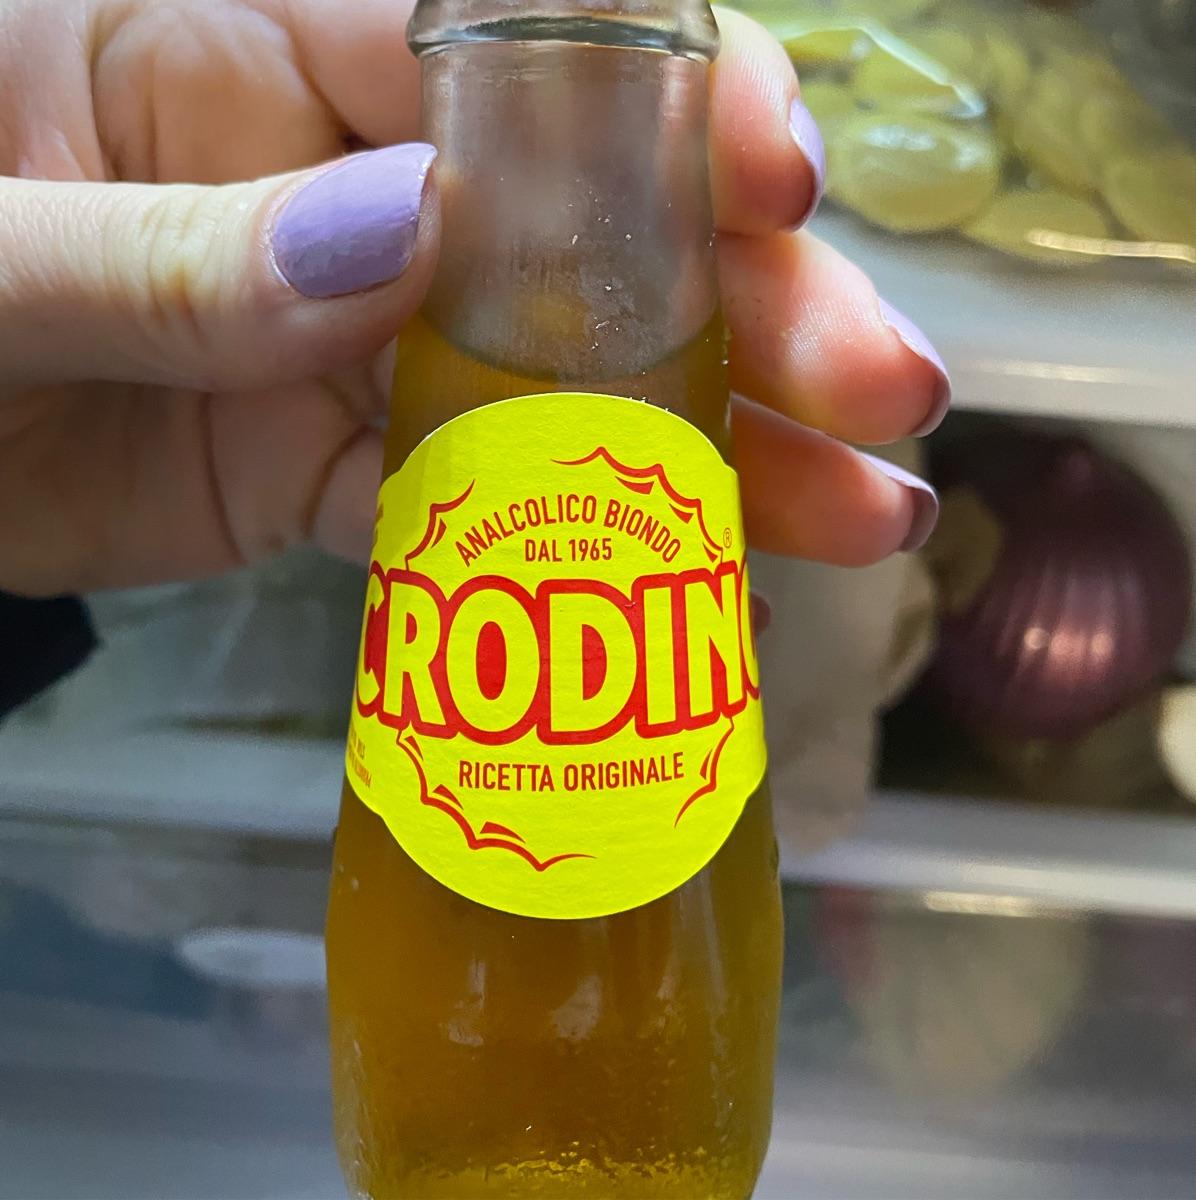 ANALCOLICO BIONDO
DAL 1965
®
CRODINO
RICETTA ORIGINALE